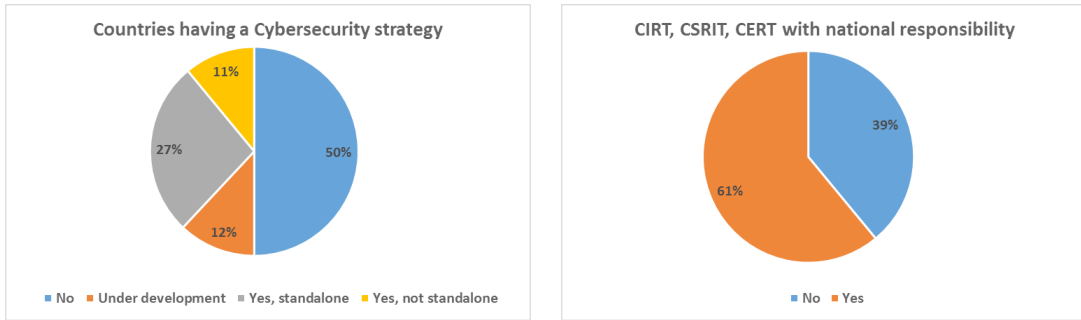 Countries having a Cybersecurity strategy
11%
27%
50%
12%
No Under development Yes, standalone Yes, not standalone
CIRT, CSRIT, CERT with national responsibility
39%
61%
No Yes